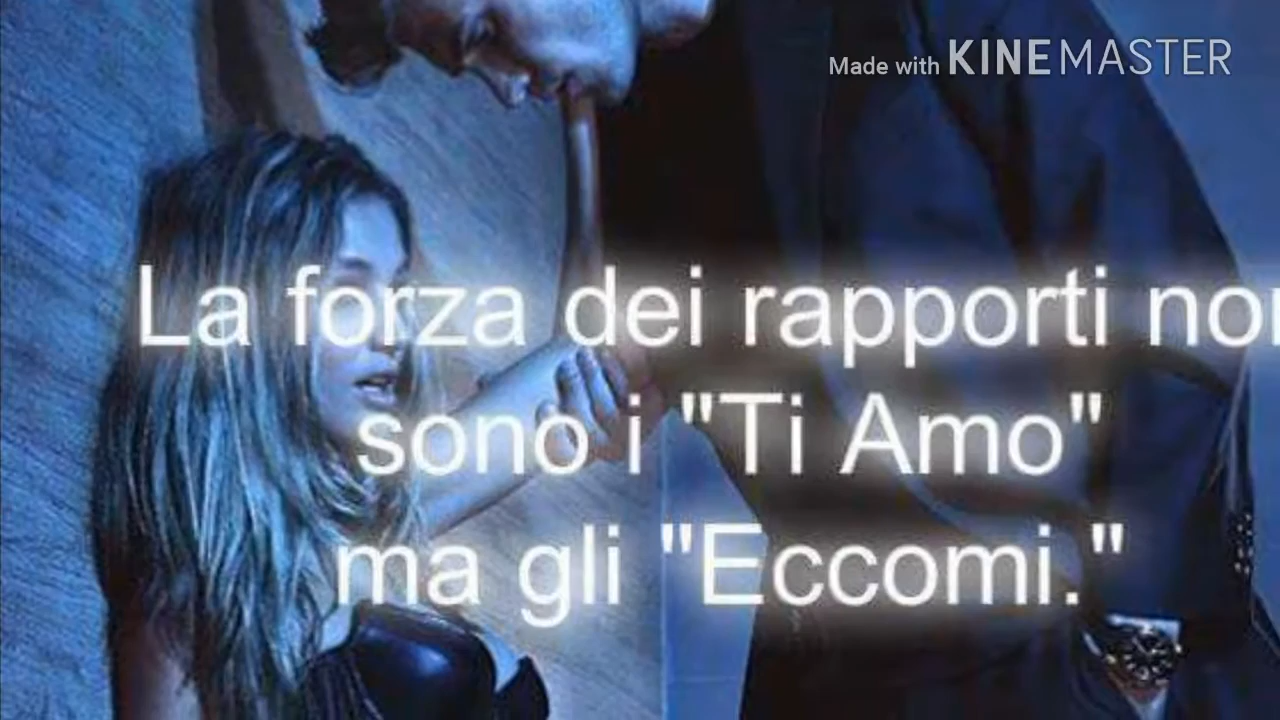 Made with KINEMASTER
La forza dei rapporti non
sono i "Ti Amo"
ma gli "Eccomi."